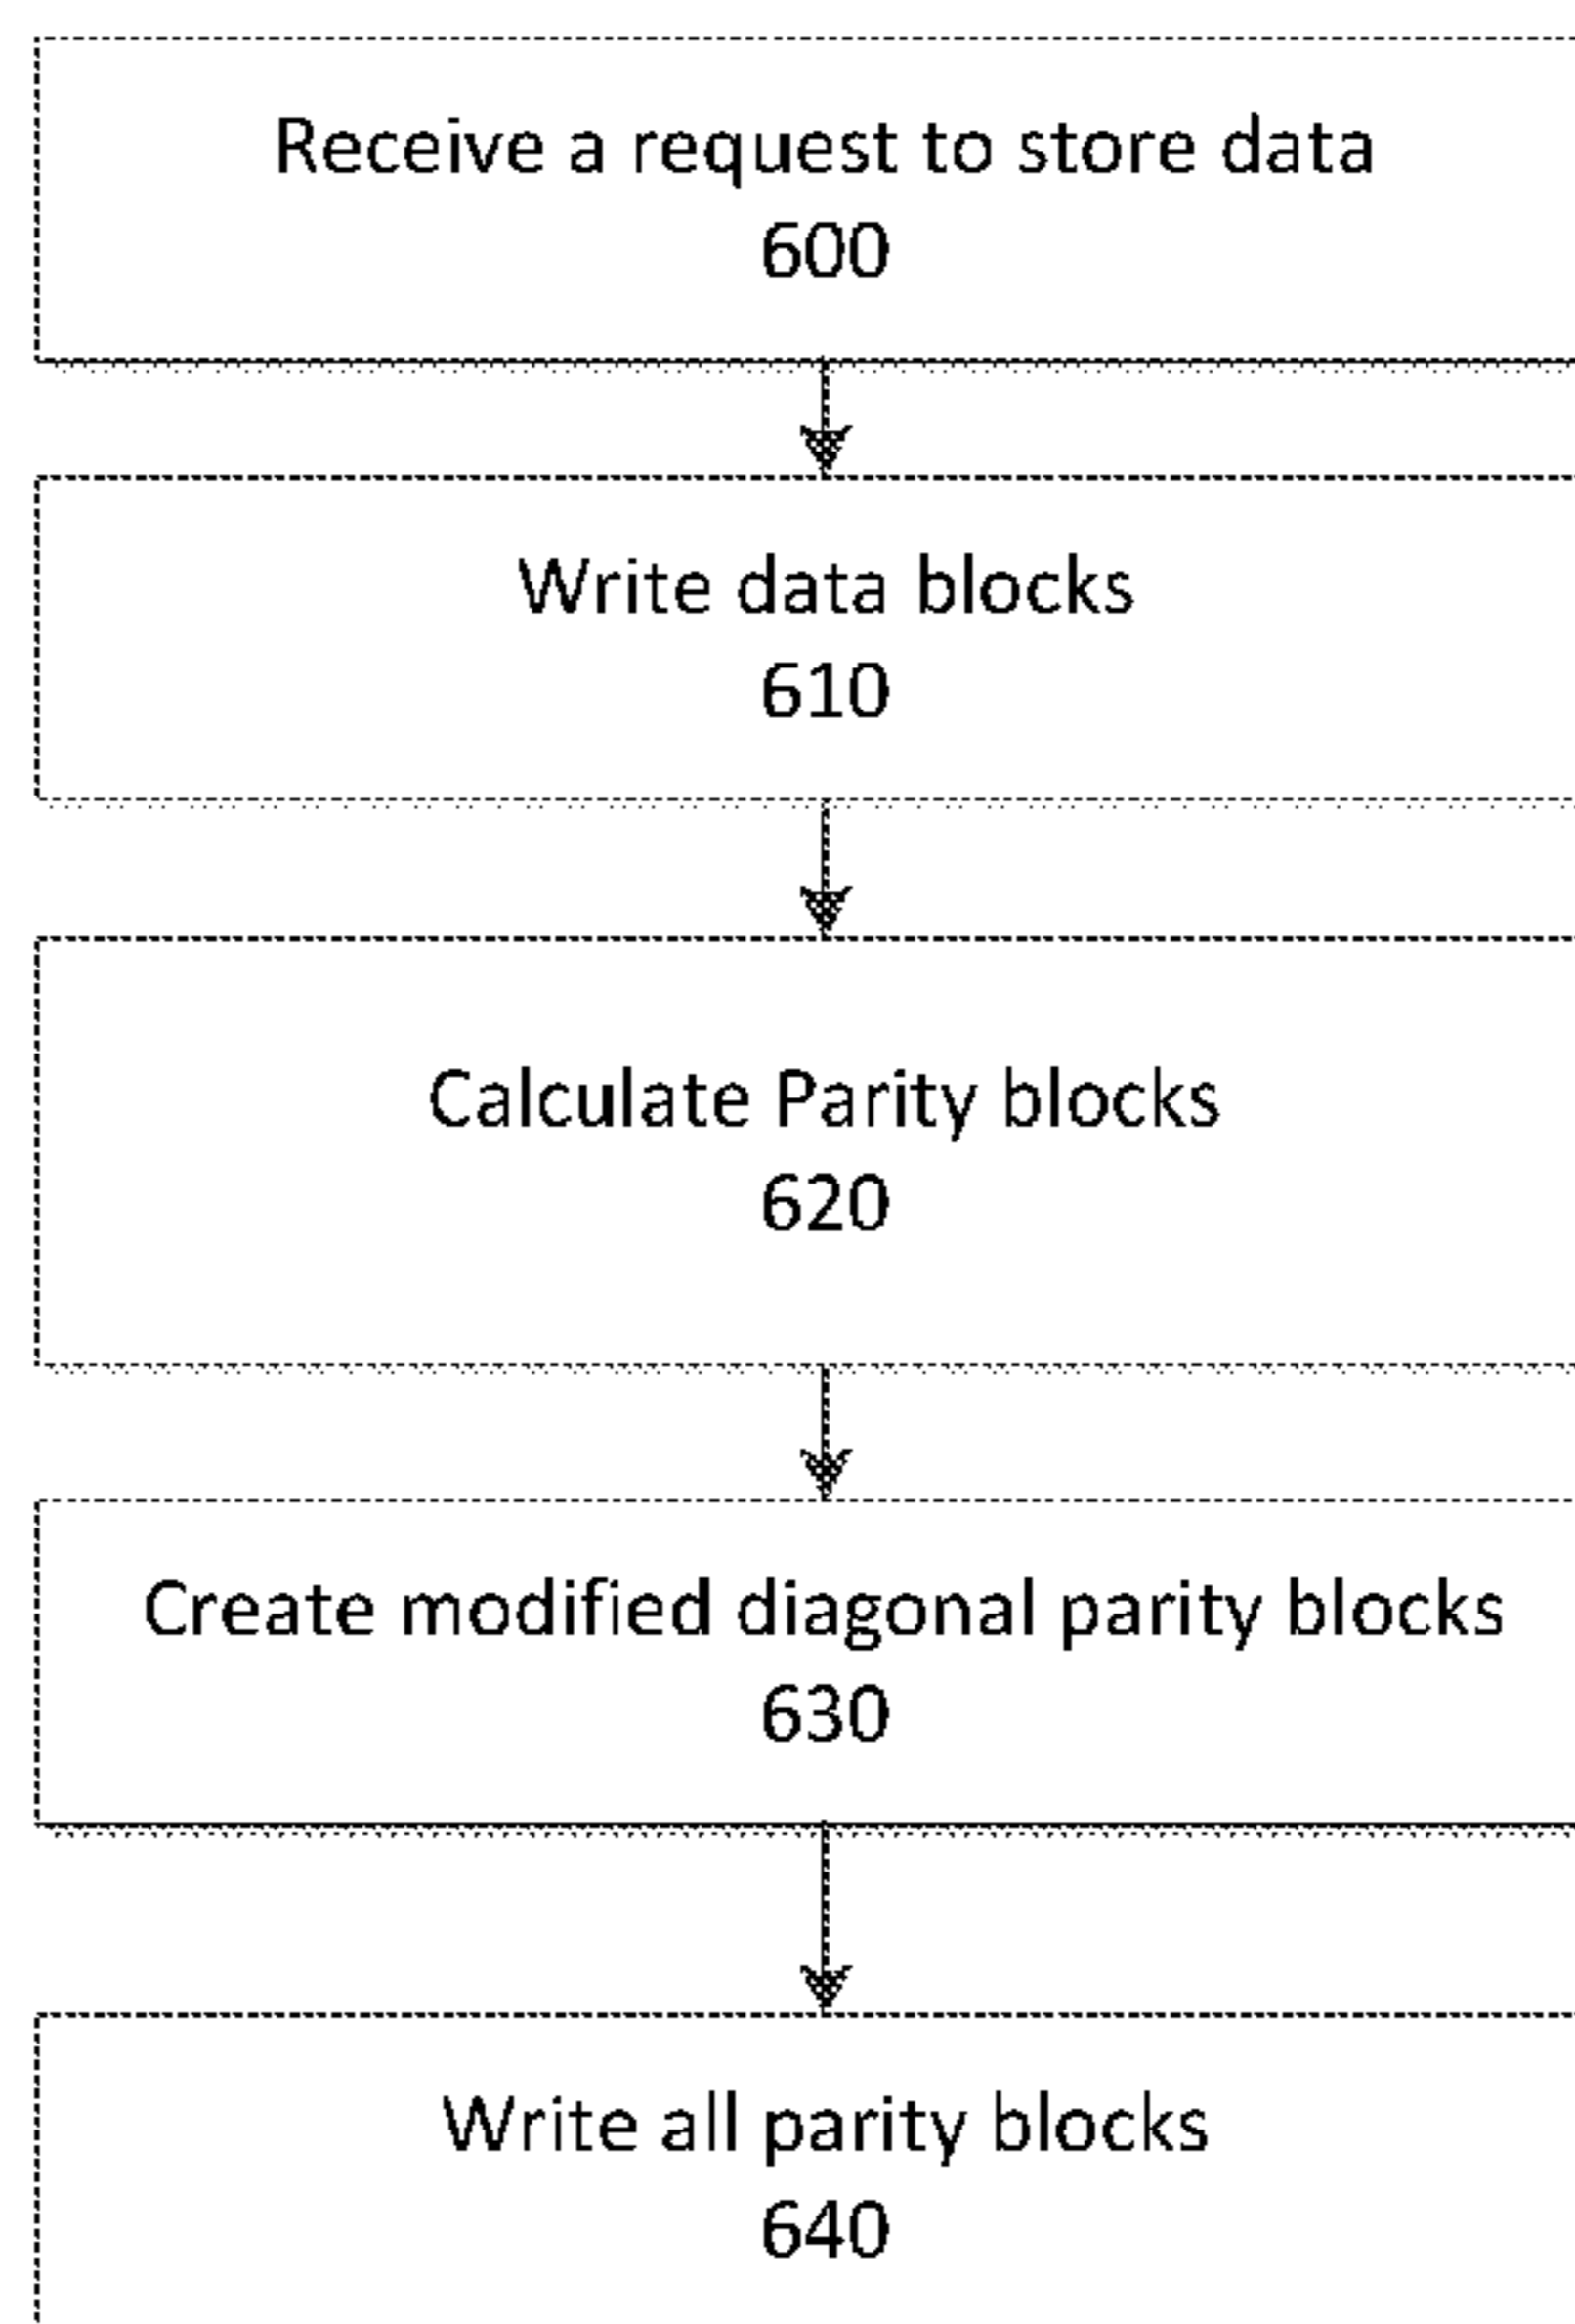 Receive a request to store data
600
Write data blocks
610
Calculate Parity blocks
620
Create modified diagonal parity blocks
630
Write all parity blocks
640